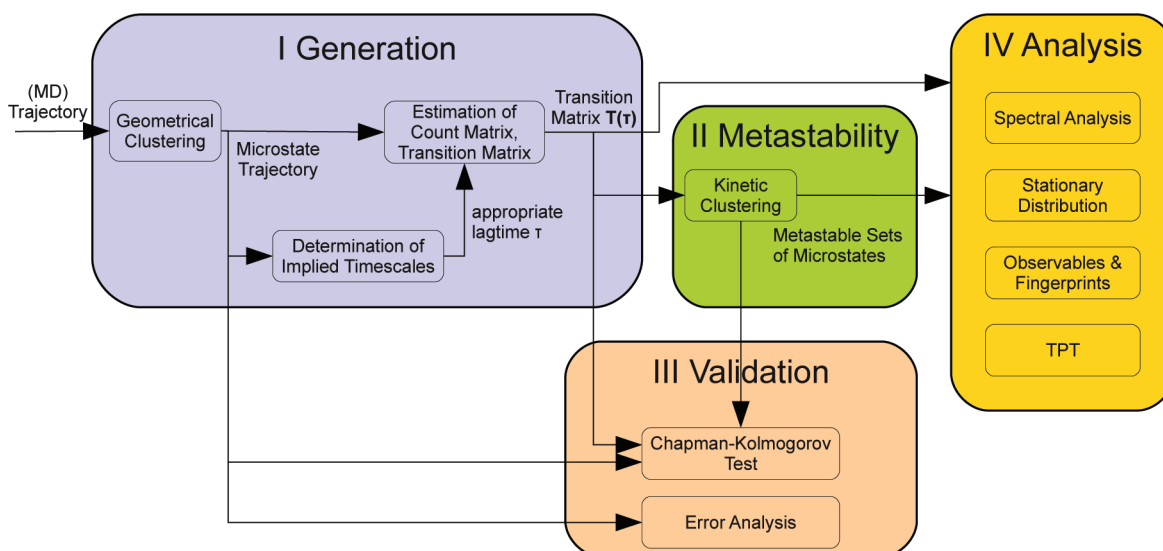 I Generation
(MD)
Trajectory
Geometrical
Clustering
Microstate
Trajectory
Estimation of
Count Matrix,
Transition Matrix
Transition
Matrix T(τ)
appropriate
lagtime τ
Determination of
Implied Timescales
II Metastability
Kinetic
Clustering
Metastable Sets
of Microstates
III Validation
Chapman-Kolmogorov
Test
Error Analysis
IV Analysis
Spectral Analysis
Stationary
Distribution
Observables &
Fingerprints
TPT